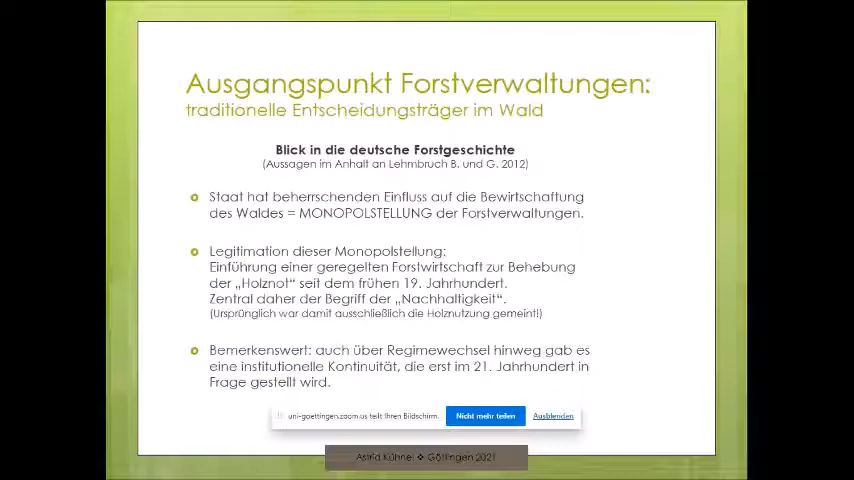 Ausgangspunkt Forstverwaltungen:
traditionelle Entscheidungsträger im Wald
Blick in die deutsche Forstgeschichte
(Aussagen im Anhalt an Lehmbruch B. und G. 2012)
Staat hat beherrschenden Einfluss auf die Bewirtschaftung
des Waldes = MONOPOLSTELLUNG der Forstverwaltungen.
Legitimation dieser Monopolstellung:
Einführung einer geregelten Forstwirtschaft zur Behebung
der „Holznot“ seit dem frühen 19. Jahrhundert.
Zentral daher der Begriff der „Nachhaltigkeit“.
(Ursprünglich war damit ausschließlich die Holznutzung gemeint!)
Bemerkenswert: auch über Regimewechsel hinweg gab es
eine institutionelle Kontinuität, die erst im 21. Jahrhundert in
Frage gestellt wird.
uni-goettingen.zoom.us teilt Ihren Bildschirm. Nicht mehr teilen Ausblenden
Astrid Kühnel ❖ Göttingen 2021